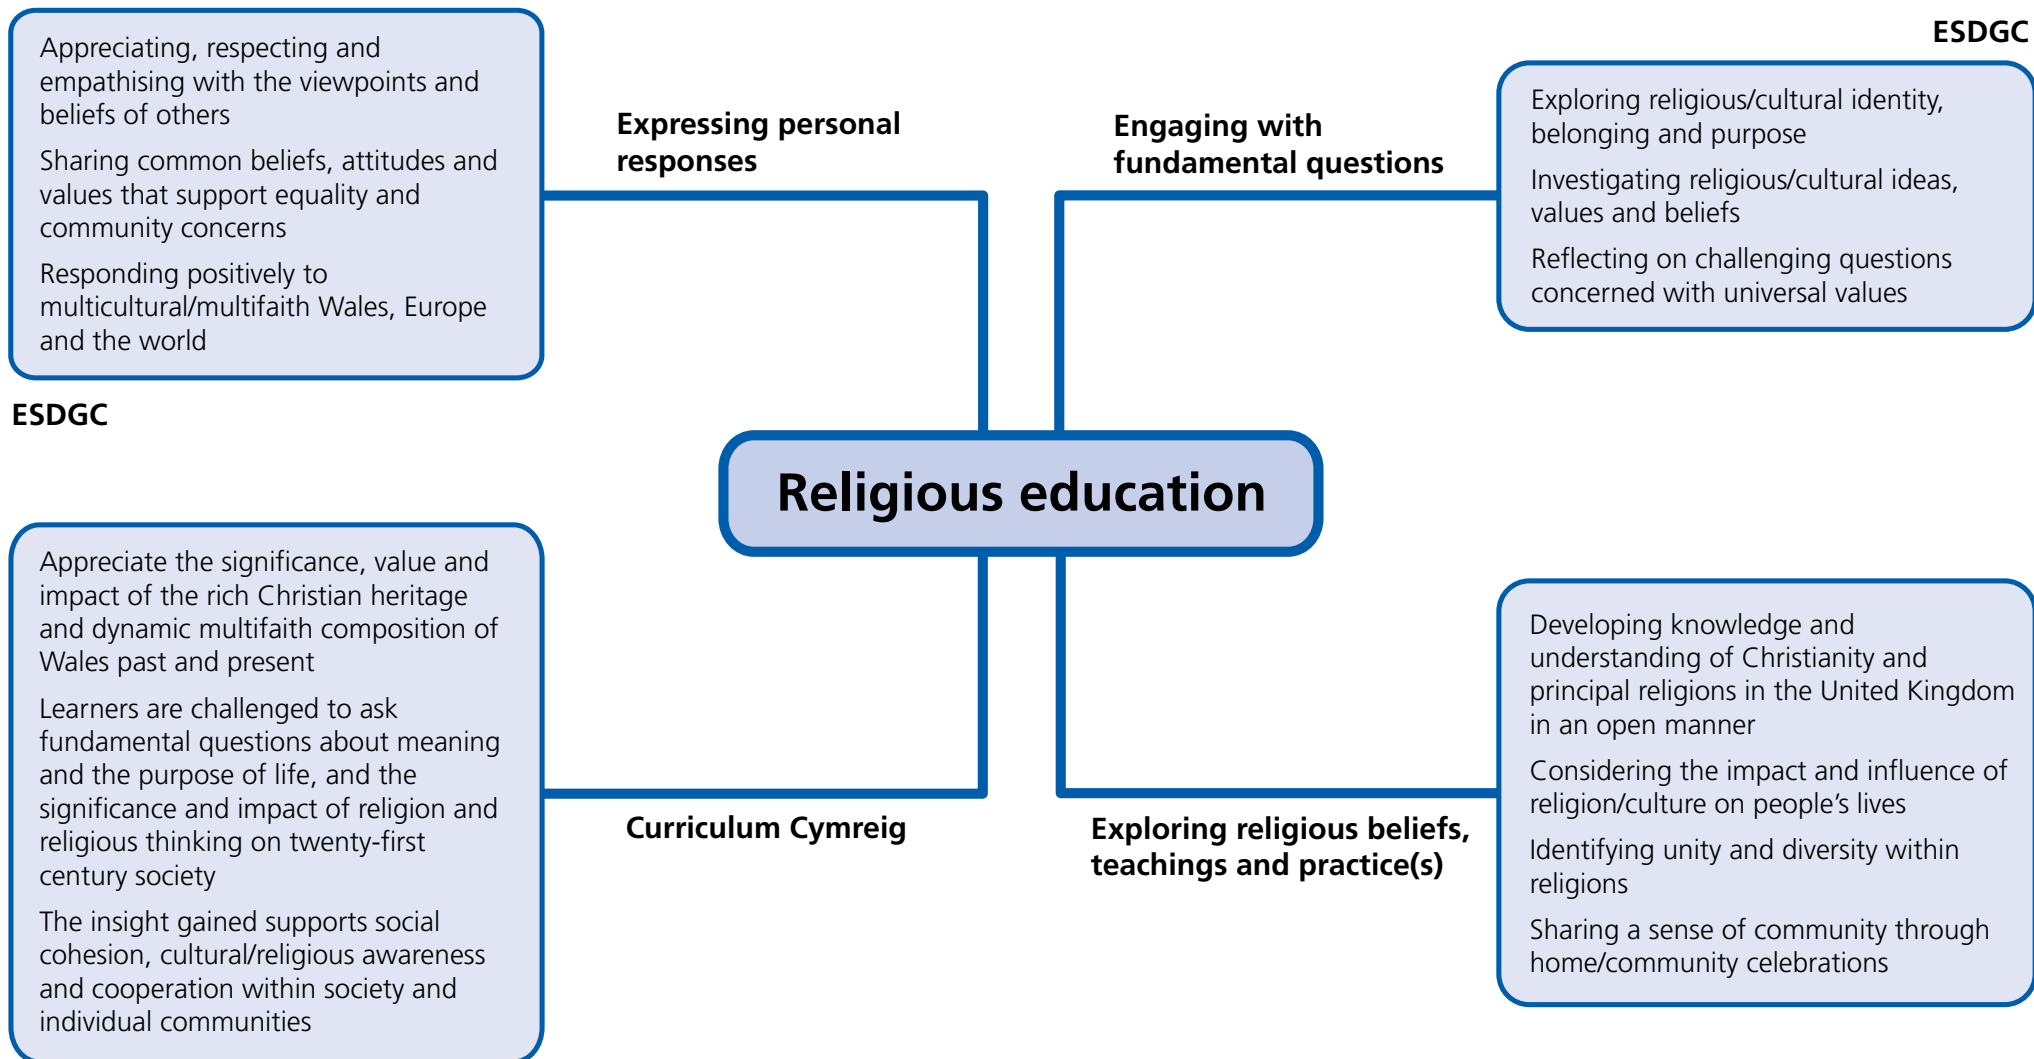 Appreciating, respecting and
empathising with the viewpoints and
beliefs of others
Sharing common beliefs, attitudes and
values that support equality and
community concerns
Responding positively to
multicultural/multifaith Wales, Europe
and the world
ESDGC
Expressing personal
responses
Engaging with
fundamental questions
ESDGC
Exploring religious/cultural identity,
belonging and purpose
Investigating religious/cultural ideas,
values and beliefs
Reflecting on challenging questions
concerned with universal values
Religious education
Appreciate the significance, value and
impact of the rich Christian heritage
and dynamic multifaith composition of
Wales past and present
Learners are challenged to ask
fundamental questions about meaning
and the purpose of life, and the
significance and impact of religion and
religious thinking on twenty-first
century society
The insight gained supports social
cohesion, cultural/religious awareness
and cooperation within society and
individual communities
Curriculum Cymreig
Exploring religious beliefs,
teachings and practice(s)
Developing knowledge and
understanding of Christianity and
principal religions in the United Kingdom
in an open manner
Considering the impact and influence of
religion/culture on people’s lives
Identifying unity and diversity within
religions
Sharing a sense of community through
home/community celebrations